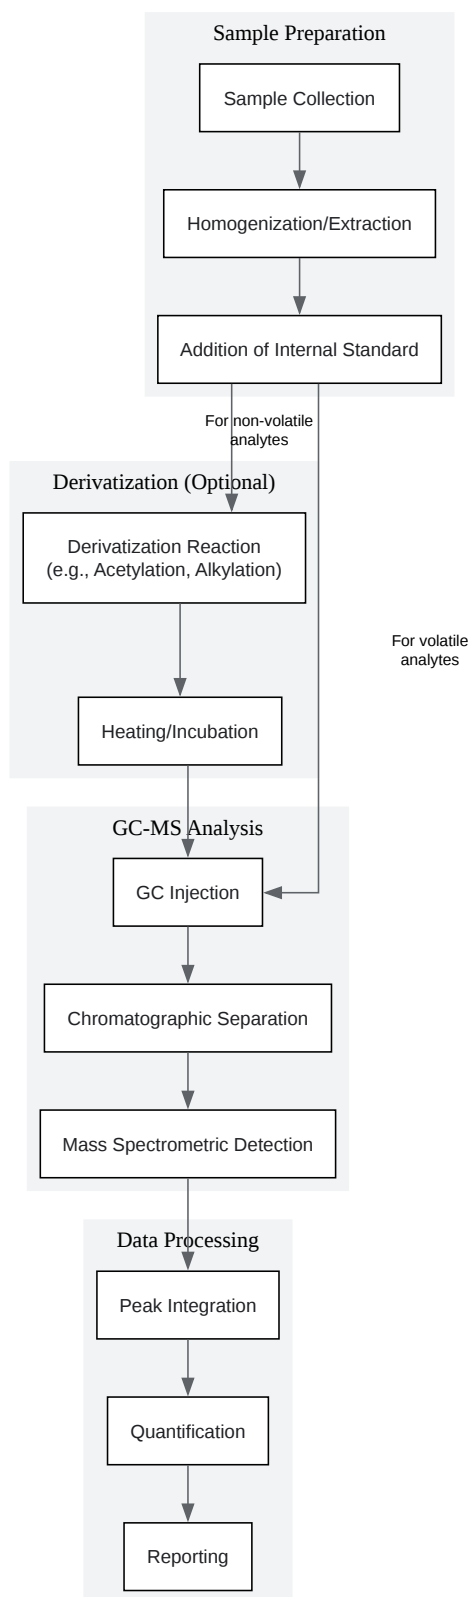 Sample Preparation
Sample Collection
Homogenization/Extraction
Addition of Internal Standard
For non-volatile
analytes
Derivatization (Optional)
Derivatization Reaction
(e.g., Acetylation, Alkylation)
For volatile
analytes
Heating/Incubation
GC-MS Analysis
GC Injection
Chromatographic Separation
Mass Spectrometric Detection
Data Processing
Peak Integration
Quantification
Reporting